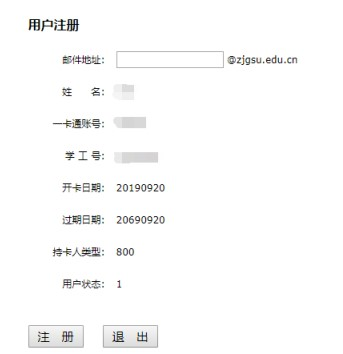 用户注册
邮件地址: @zjgsu.edu.cn
姓 名:
一卡通账号:
学 工 号:
开卡日期: 20190920
过期日期: 20690920
持卡人类型: 800
用户状态: 1
注 册 退 出